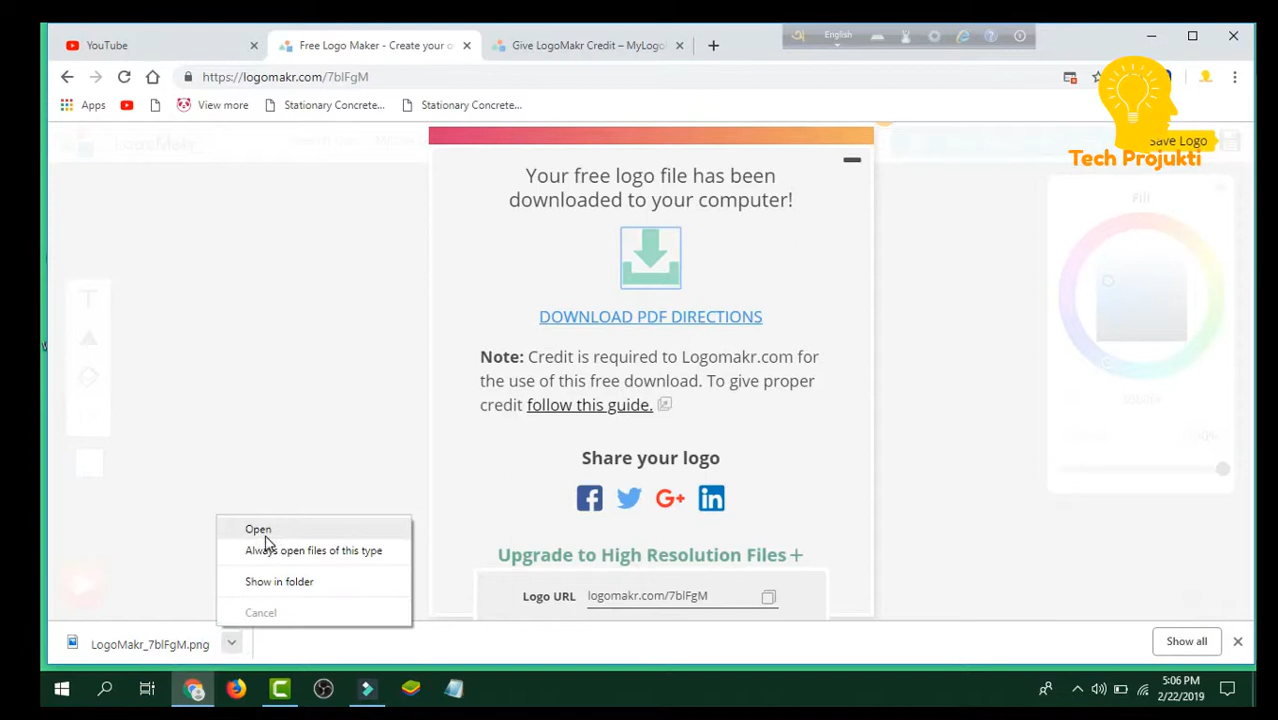 YouTube
Free Logo Maker - Create your o
Give LogoMakr Credit – MyLogo
English
https://logomakr.com/7blFgM
Apps
View more
Stationary Concrete...
Stationary Concrete...
LogoMakr
Save Logo
Tech Projukti
Your free logo file has been
downloaded to your computer!
Fill
DOWNLOAD PDF DIRECTIONS
Note: Credit is required to Logomakr.com for
the use of this free download. To give proper
credit follow this guide.
Share your logo
Open
Always open files of this type
Show in folder
Cancel
Upgrade to High Resolution Files+
Logo URL
logomakr.com/7blFgM
LogoMakr_7blFgM.png
Show all
5:06 PM
2/22/2019